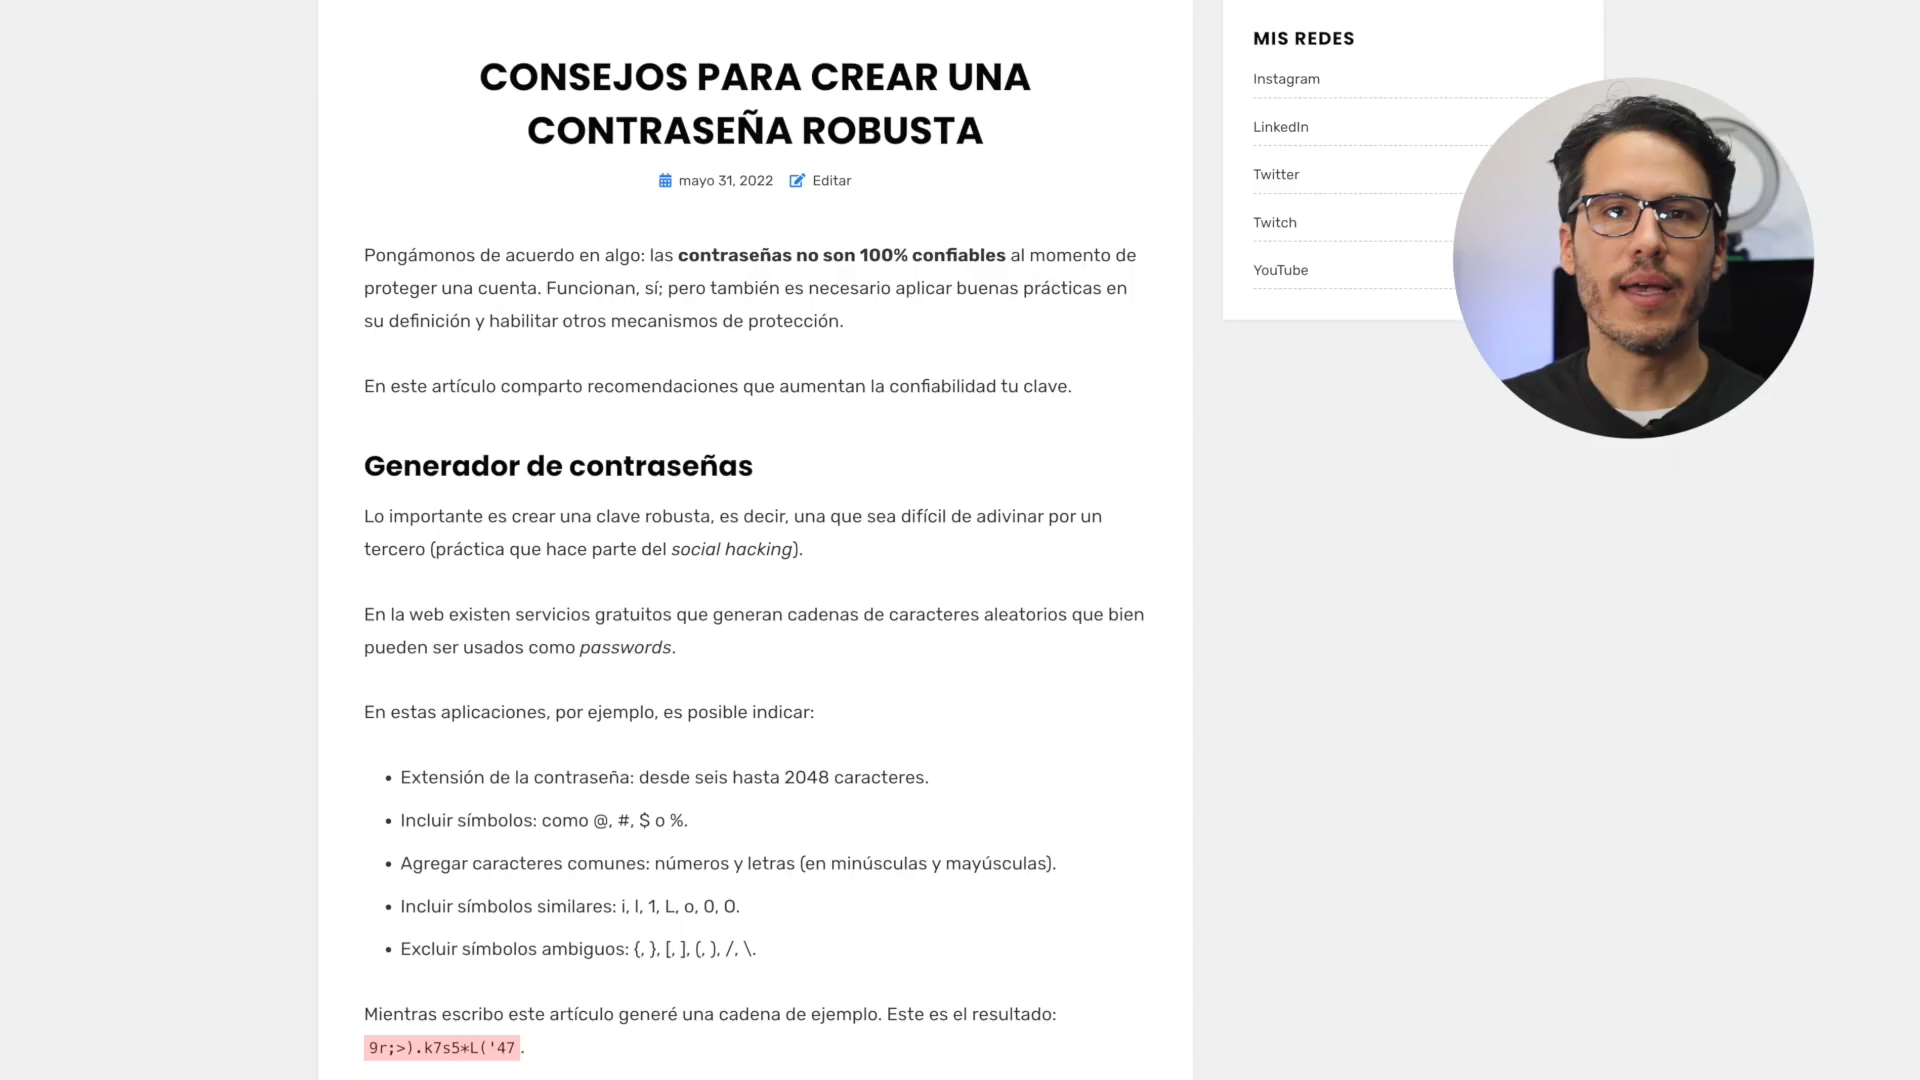 CONSEJOS PARA CREAR UNA
CONTRASEÑA ROBUSTA
mayo 31, 2022 Editar
Pongámonos de acuerdo en algo: las contraseñas no son 100% confiables al momento de
proteger una cuenta. Funcionan, sí; pero también es necesario aplicar buenas prácticas en
su definición y habilitar otros mecanismos de protección.
En este artículo comparto recomendaciones que aumentan la confiabilidad tu clave.
Generador de contraseñas
Lo importante es crear una clave robusta, es decir, una que sea difícil de adivinar por un
tercero (práctica que hace parte del social hacking).
En la web existen servicios gratuitos que generan cadenas de caracteres aleatorios que bien
pueden ser usados como passwords.
En estas aplicaciones, por ejemplo, es posible indicar:
• Extensión de la contraseña: desde seis hasta 2048 caracteres.
• Incluir símbolos: como @, #, $ o %.
• Agregar caracteres comunes: números y letras (en minúsculas y mayúsculas).
• Incluir símbolos similares: i, l, 1, L, o, 0, O.
• Excluir símbolos ambiguos: {, }, [, ], (, ), /, \.
Mientras escribo este artículo generé una cadena de ejemplo. Este es el resultado:
9r;>).k7s5*L('47.
MIS REDES
Instagram
LinkedIn
Twitter
Twitch
YouTube